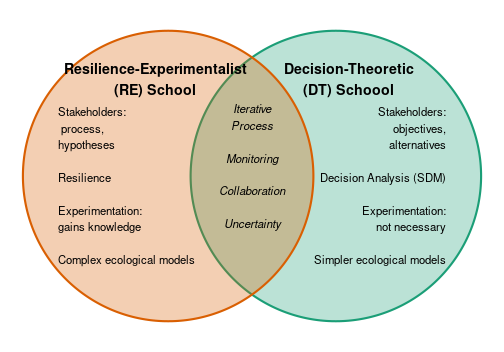 Resilience-Experimentalist
(RE) School
Stakeholders:
process,
hypotheses
Resilience
Experimentation:
gains knowledge
Complex ecological models
Iterative
Process
Monitoring
Collaboration
Uncertainty
Decision-Theoretic
(DT) Schoool
Stakeholders:
objectives,
alternatives
Decision Analysis (SDM)
Experimentation:
not necessary
Simpler ecological models